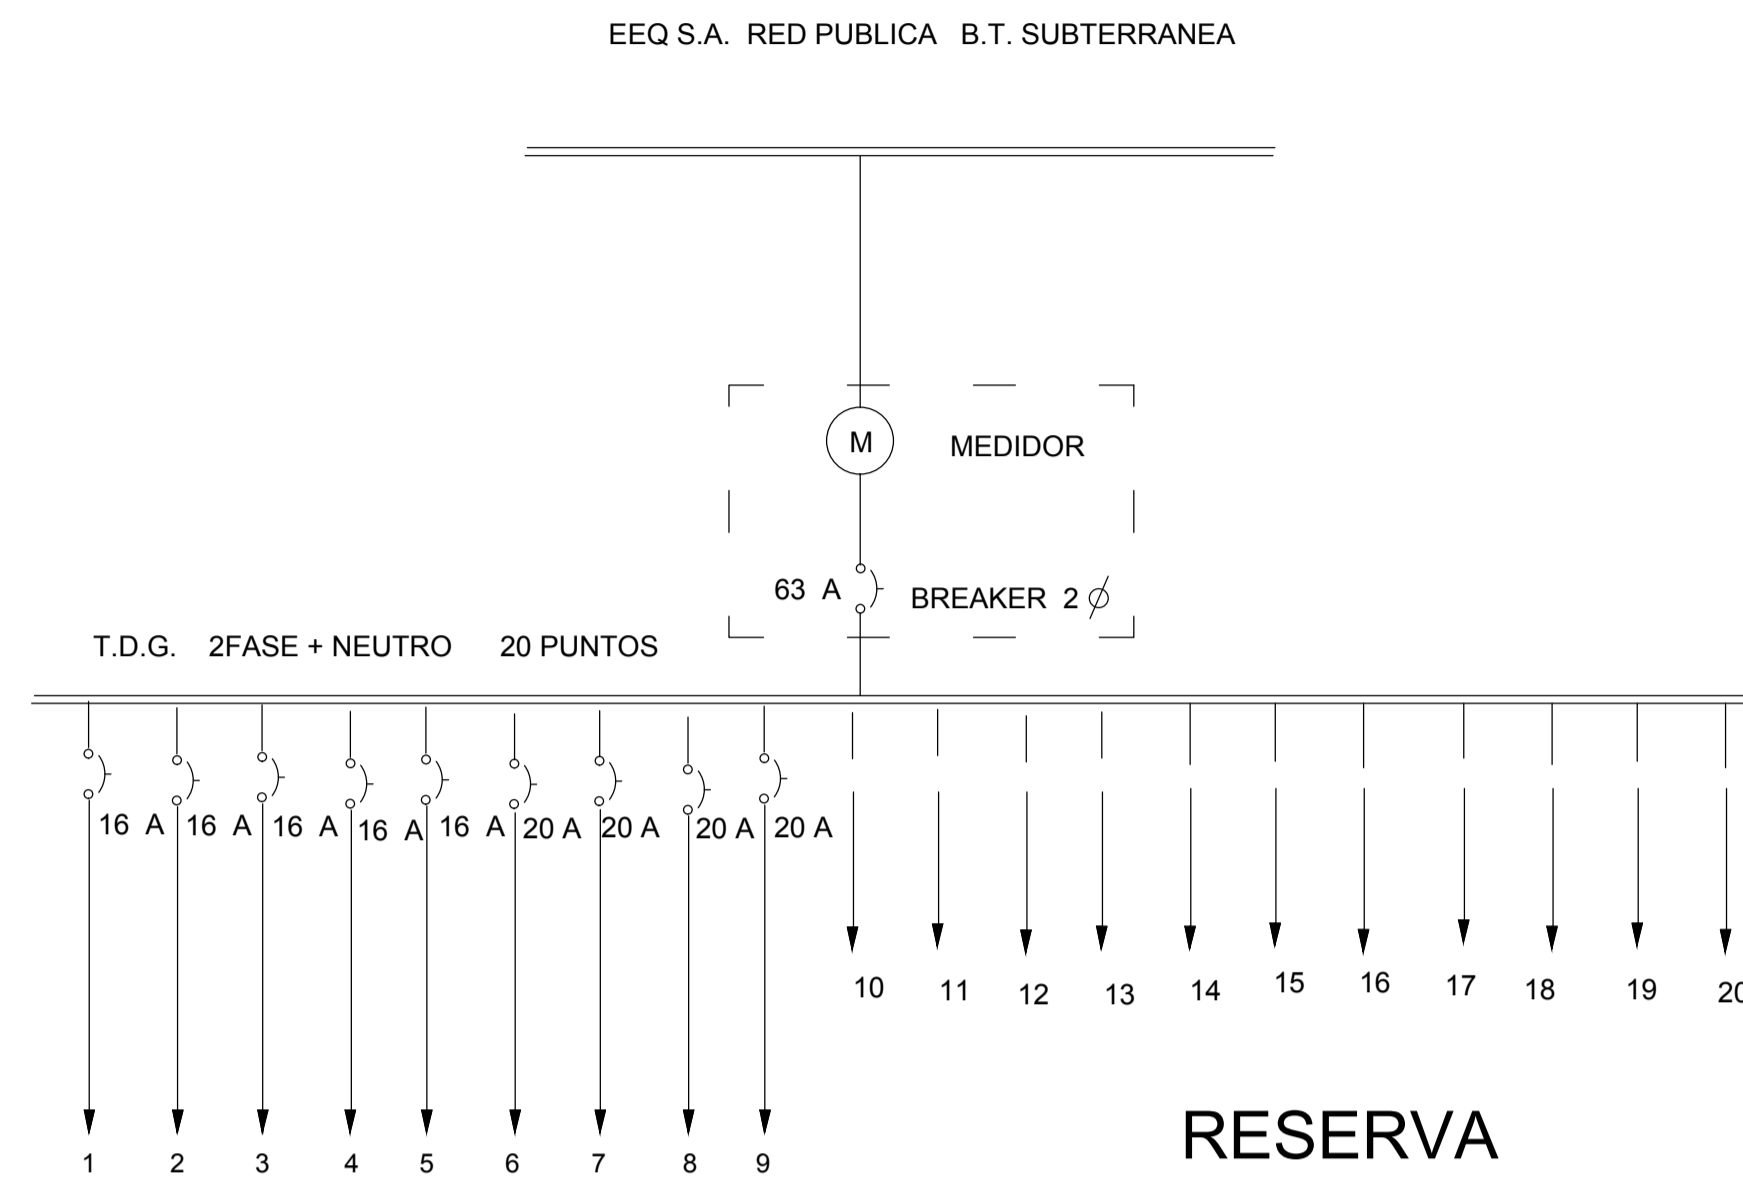 EEQ S.A. RED PUBLICA B.T. SUBTERRANEA
M MEDIDOR
63 A BREAKER 2 ∅
T.D.G. 2FASE + NEUTRO 20 PUNTOS
16 A 16 A 16 A 16 A 16 A 20 A 20 A 20 A 20 A
10 11 12 13 14 15 16 17 18 19 20
RESERVA
1 2 3 4 5 6 7 8 9